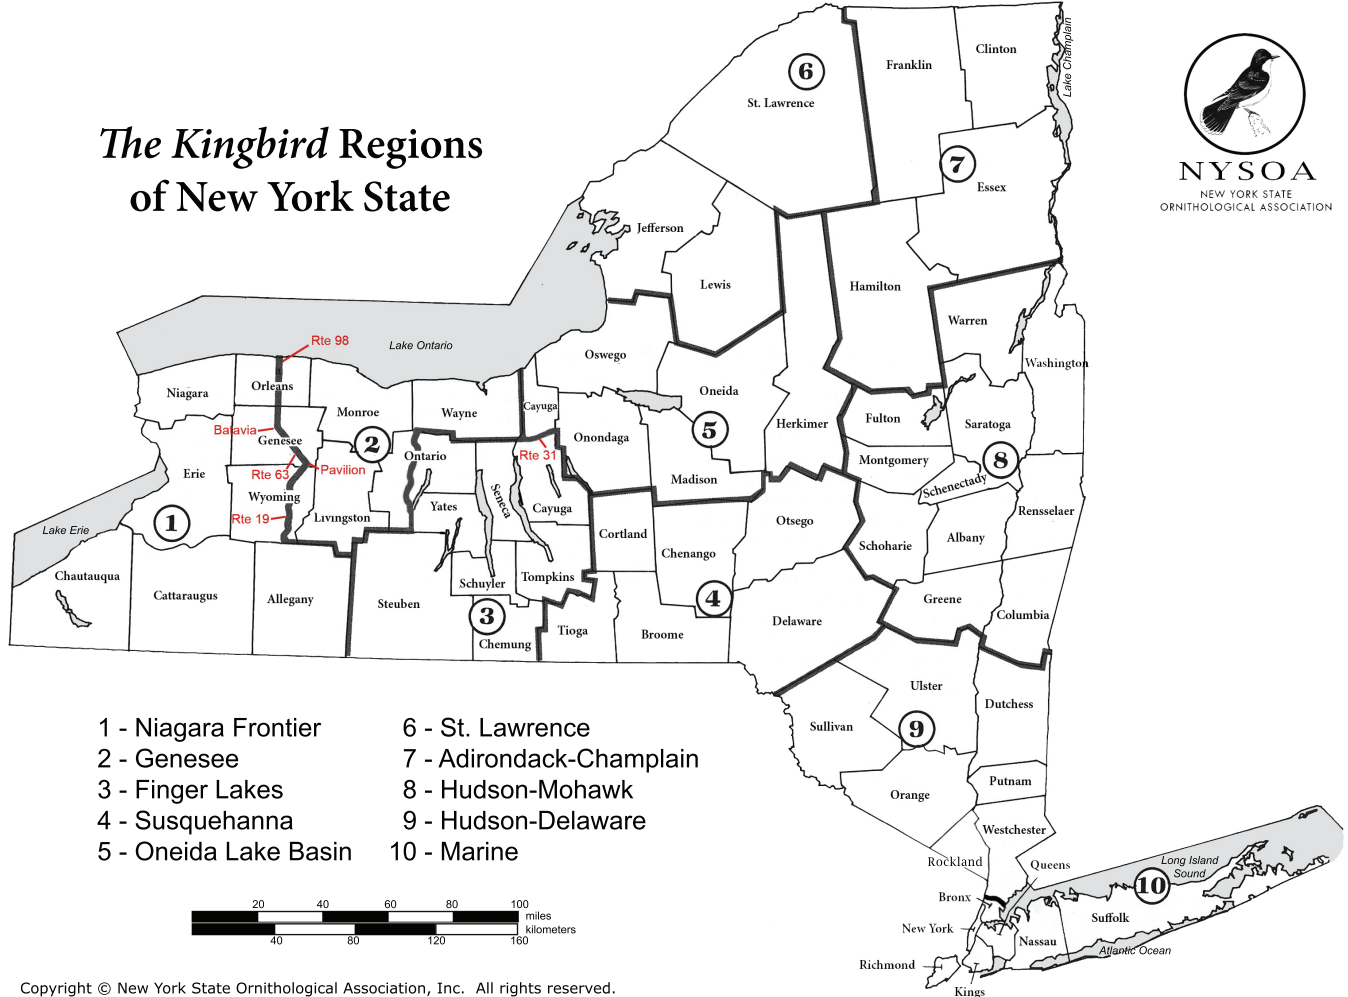 The Kingbird Regions
of New York State
NYSOA
NEW YORK STATE
ORNITHOLOGICAL ASSOCIATION
6
St. Lawrence
Franklin
Clinton
Lake Champlain
7
Essex
Jefferson
Lewis
Hamilton
Warren
Washington
Rte 98
Lake Ontario
Oswego
Niagara
Orleans
Monroe
2
Wayne
Cayuga
Oneida
5
Herkimer
Fulton
Saratoga
8
Batavia
Genesee
Rte 63
Pavilion
Ontario
Rte 31
Onondaga
Madison
Montgomery
Schenectady
Erie
Wyoming
Rte 19
Livingston
Yates
Seneca
Cayuga
Cortland
Chenango
Otsego
Schoharie
Albany
Rensselaer
1
Lake Erie
Chautauqua
Cattaraugus
Allegany
Steuben
Schuyler
Tompkins
3
Chemung
Tioga
Broome
4
Delaware
Greene
Columbia
Ulster
9
Sullivan
Dutchess
Orange
Putnam
Westchester
Rockland
Queens
Bronx
New York
Richmond
Kings
Nassau
Suffolk
10
Long Island
Sound
Atlantic Ocean
1 - Niagara Frontier
2 - Genesee
3 - Finger Lakes
4 - Susquehanna
5 - Oneida Lake Basin
6 - St. Lawrence
7 - Adirondack-Champlain
8 - Hudson-Mohawk
9 - Hudson-Delaware
10 - Marine
20 40 60 80 100
miles
kilometers
40 80 120 160
Copyright © New York State Ornithological Association, Inc. All rights reserved.